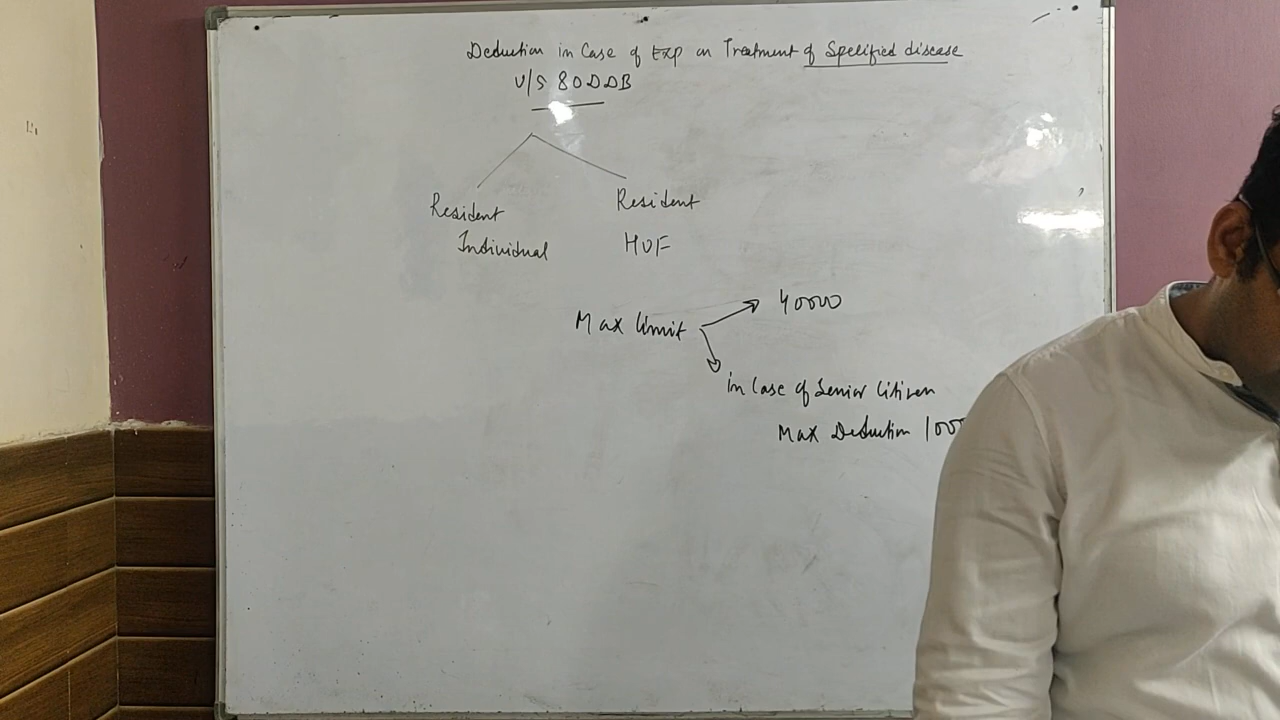 Deduction in Case of Exp on Treatment of Spelified disease
U/S 80DDB
Resident Resident
Individual HUF
Max limit 40000
in Case of Senior Citizen
Max Deduction